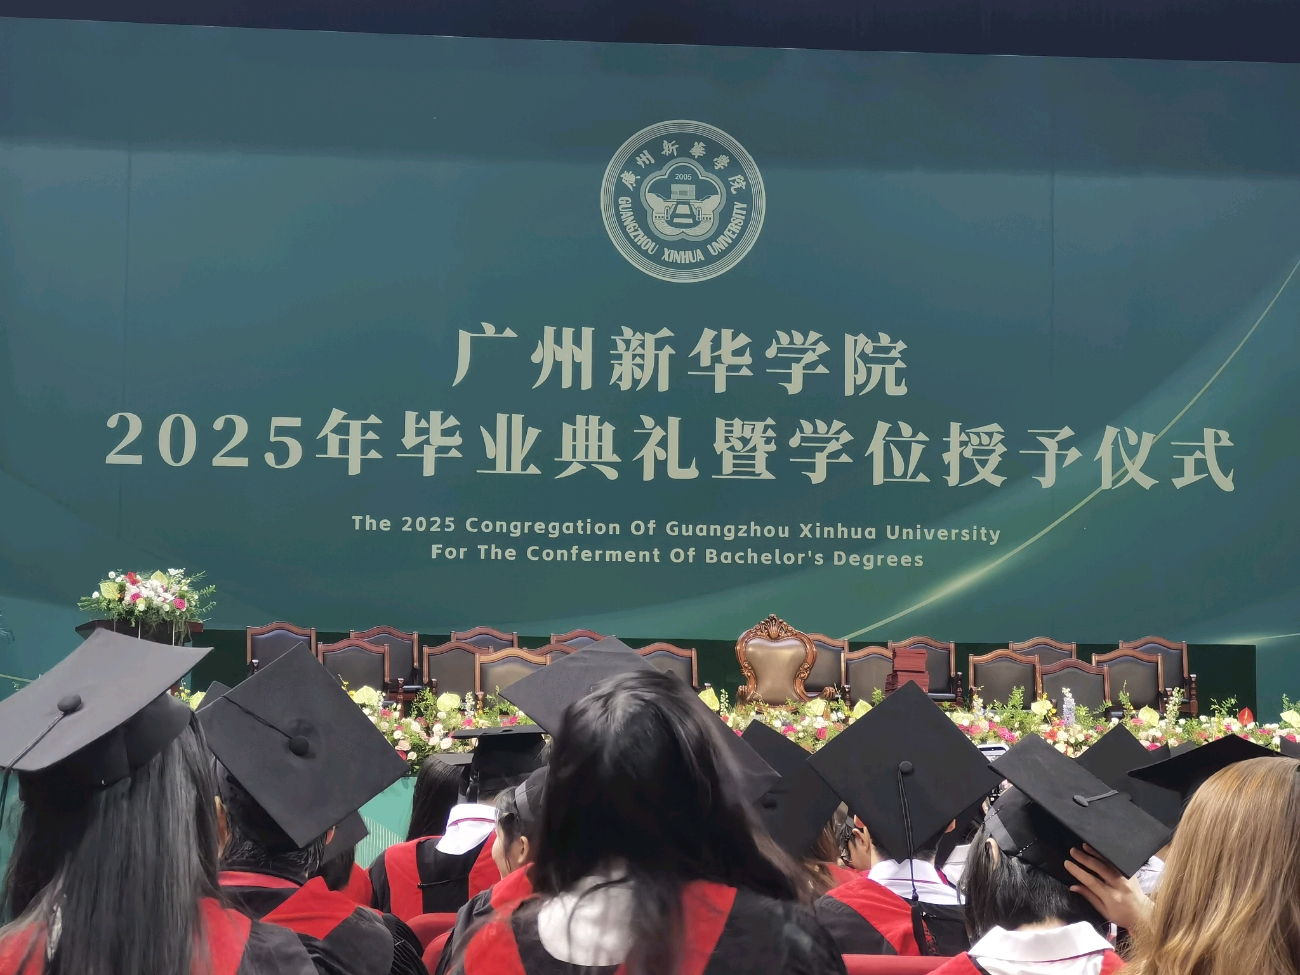 廣州新華學院
2005
GUANGZHOU XINHUA UNIVERSITY
广州新华学院
2025年毕业典礼暨学位授予仪式
The 2025 Congregation Of Guangzhou Xinhua University
For The Conferment Of Bachelor's Degrees